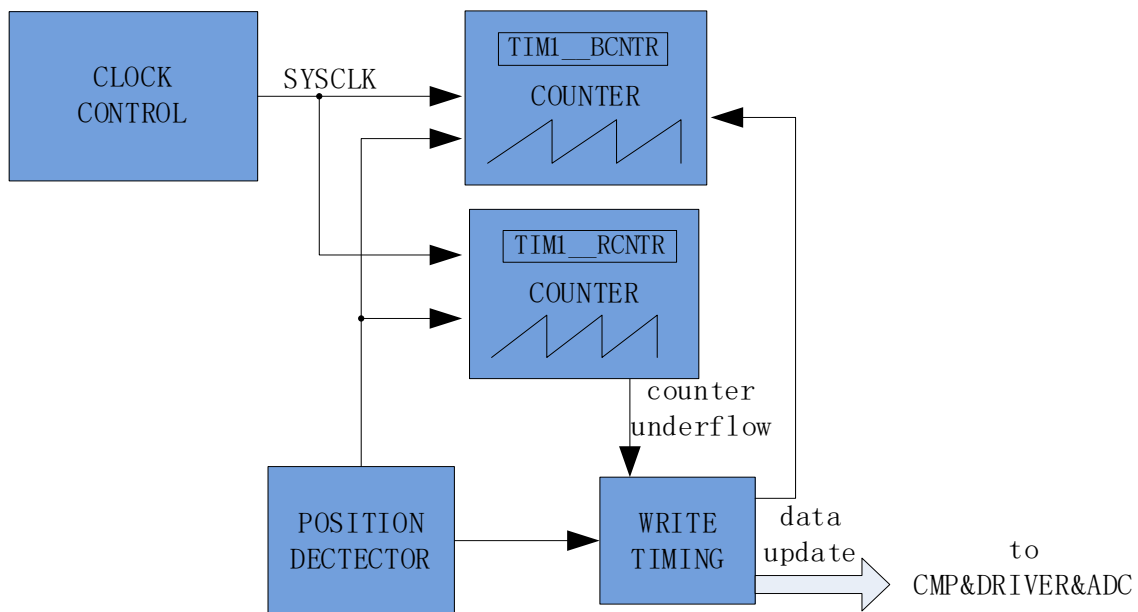 CLOCK
CONTROL
SYSCLK
TIM1__BCNTR
COUNTER
TIM1__RCNTR
COUNTER
counter
underflow
POSITION
DECTECTOR
WRITE
TIMING
data
update
to
CMP&DRIVER&ADC